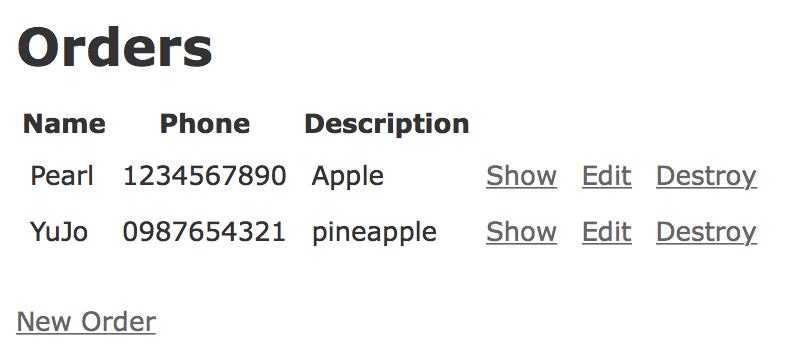 Orders
Name Phone Description
Pearl 1234567890 Apple Show Edit Destroy
YuJo 0987654321 pineapple Show Edit Destroy
New Order